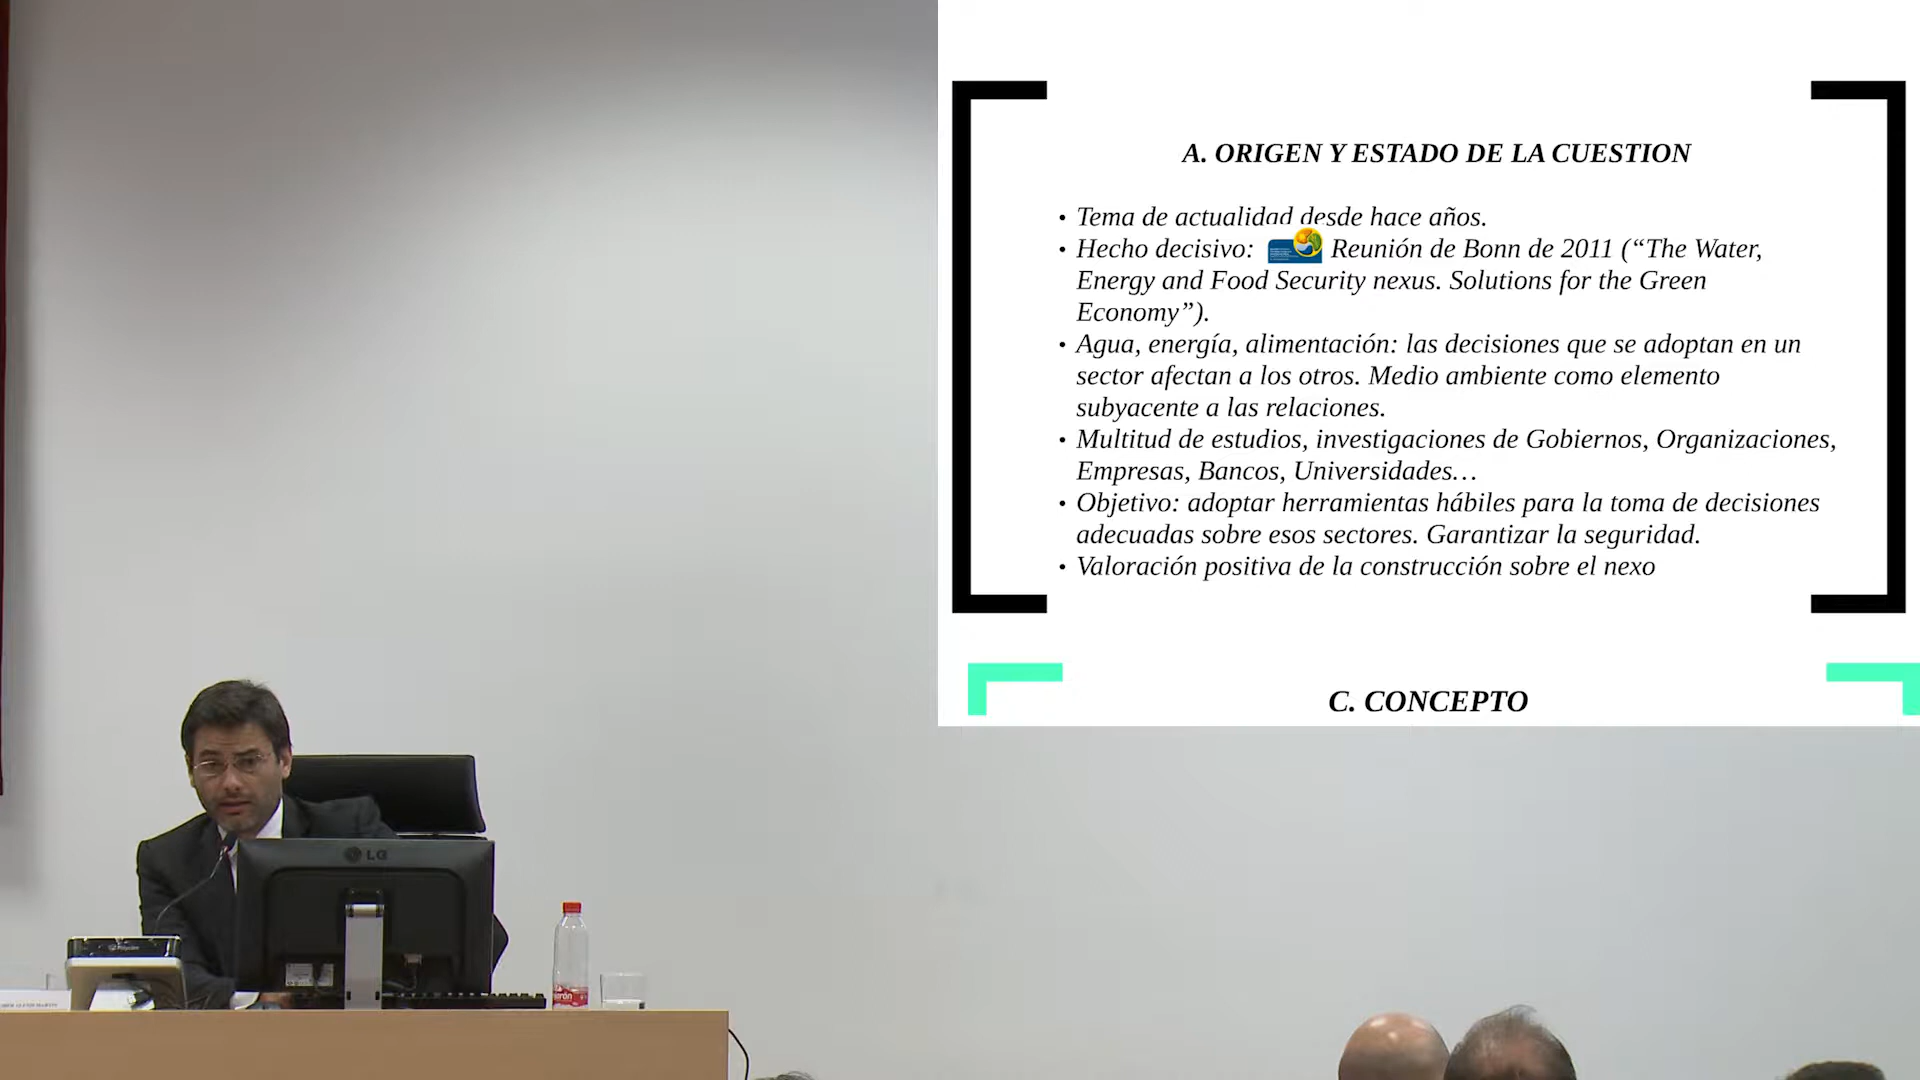 A. ORIGEN Y ESTADO DE LA CUESTION
• Tema de actualidad desde hace años.
• Hecho decisivo: Reunión de Bonn de 2011 (“The Water,
Energy and Food Security nexus. Solutions for the Green
Economy”).
• Agua, energía, alimentación: las decisiones que se adoptan en un
sector afectan a los otros. Medio ambiente como elemento
subyacente a las relaciones.
• Multitud de estudios, investigaciones de Gobiernos, Organizaciones,
Empresas, Bancos, Universidades…
• Objetivo: adoptar herramientas hábiles para la toma de decisiones
adecuadas sobre esos sectores. Garantizar la seguridad.
• Valoración positiva de la construcción sobre el nexo
C. CONCEPTO
LG